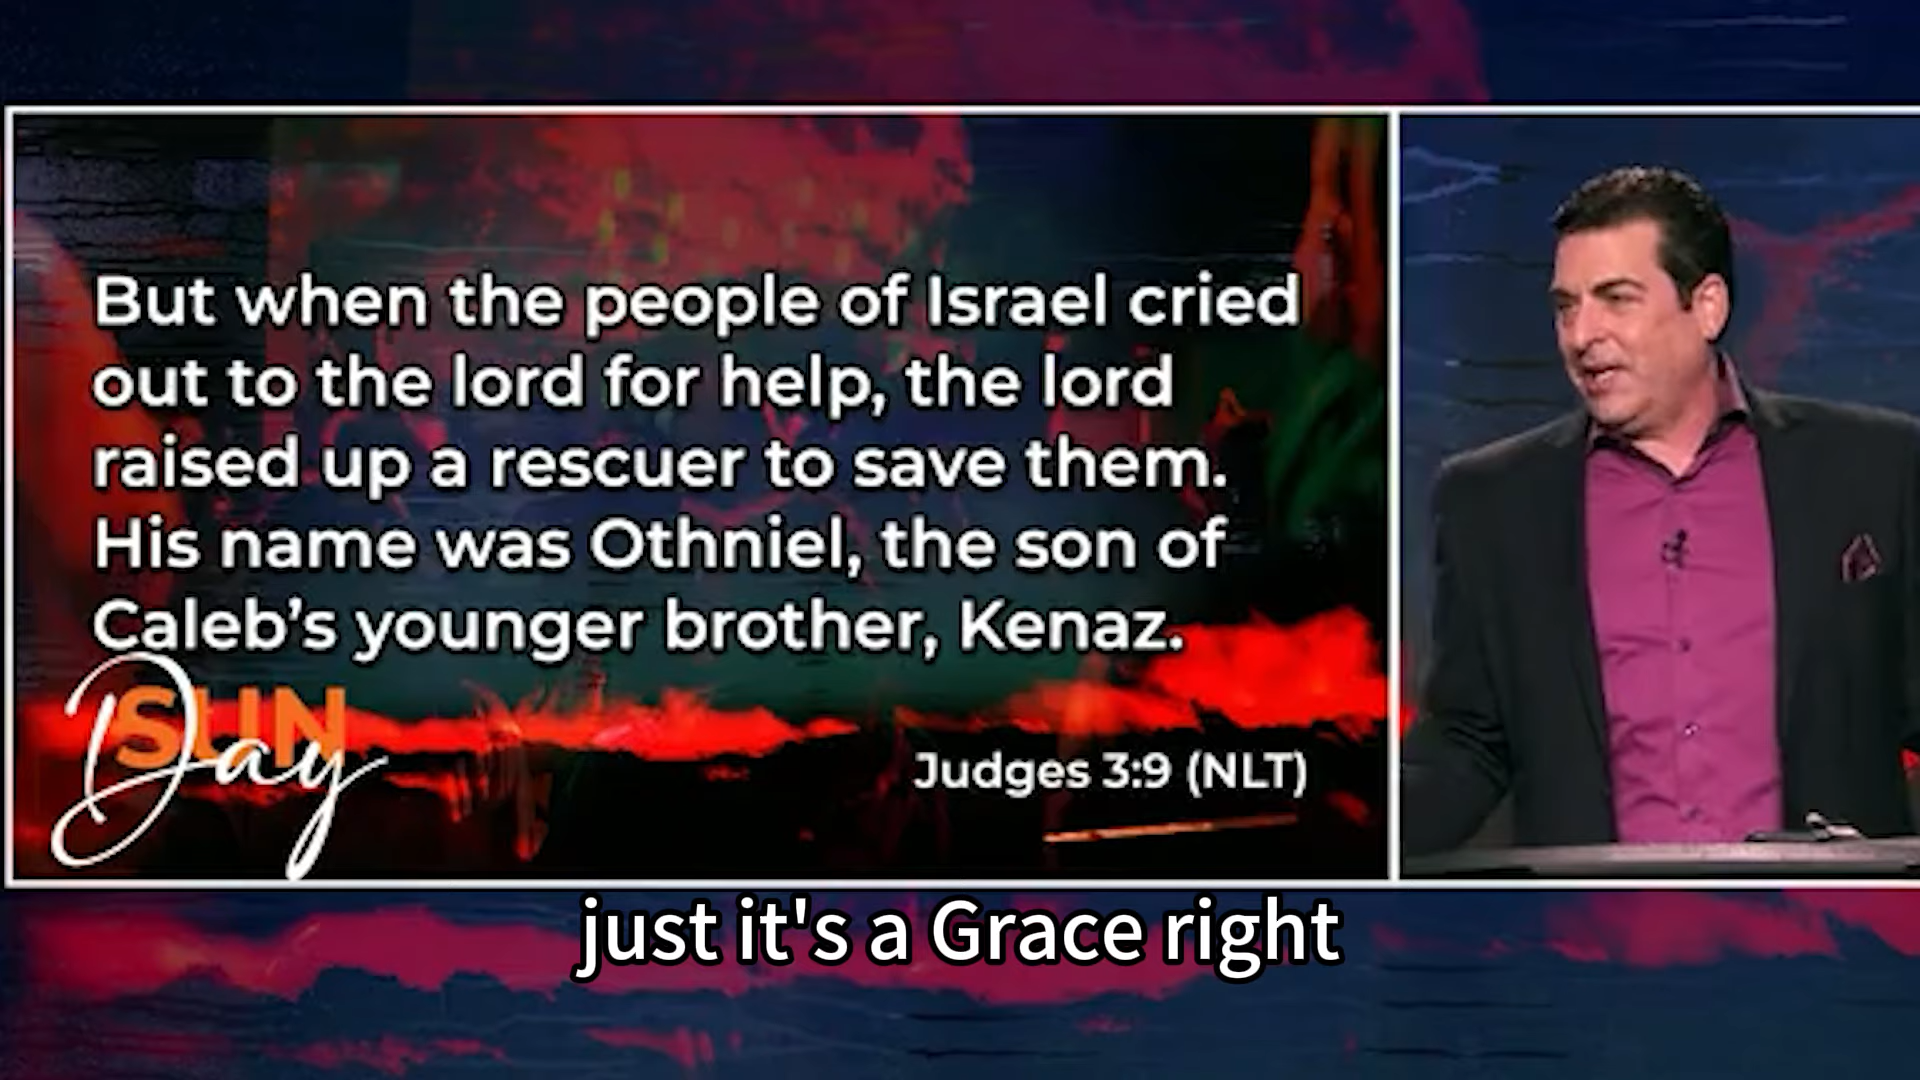 But when the people of Israel cried
out to the lord for help, the lord
raised up a rescuer to save them.
His name was Othniel, the son of
Caleb's younger brother, Kenaz.
SUN
Day
Judges 3:9 (NLT)
just it's a Grace right